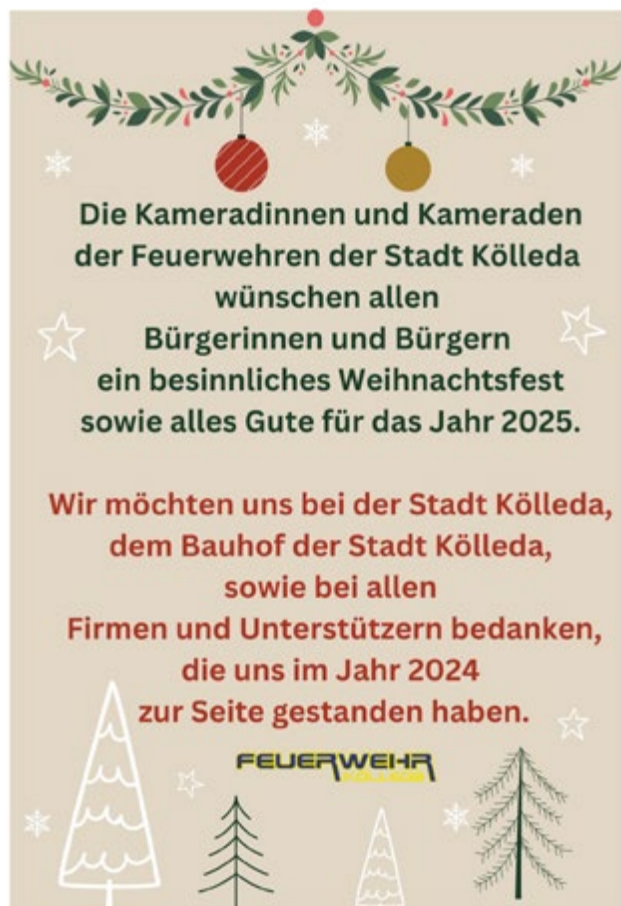 Die Kameradinnen und Kameraden
der Feuerwehren der Stadt Kölleda
wünschen allen
Bürgerinnen und Bürgern
ein besinnliches Weihnachtsfest
sowie alles Gute für das Jahr 2025.
Wir möchten uns bei der Stadt Kölleda,
dem Bauhof der Stadt Kölleda,
sowie bei allen
Firmen und Unterstützern bedanken,
die uns im Jahr 2024
zur Seite gestanden haben.
FEUERWEHR
KÖLLEDA